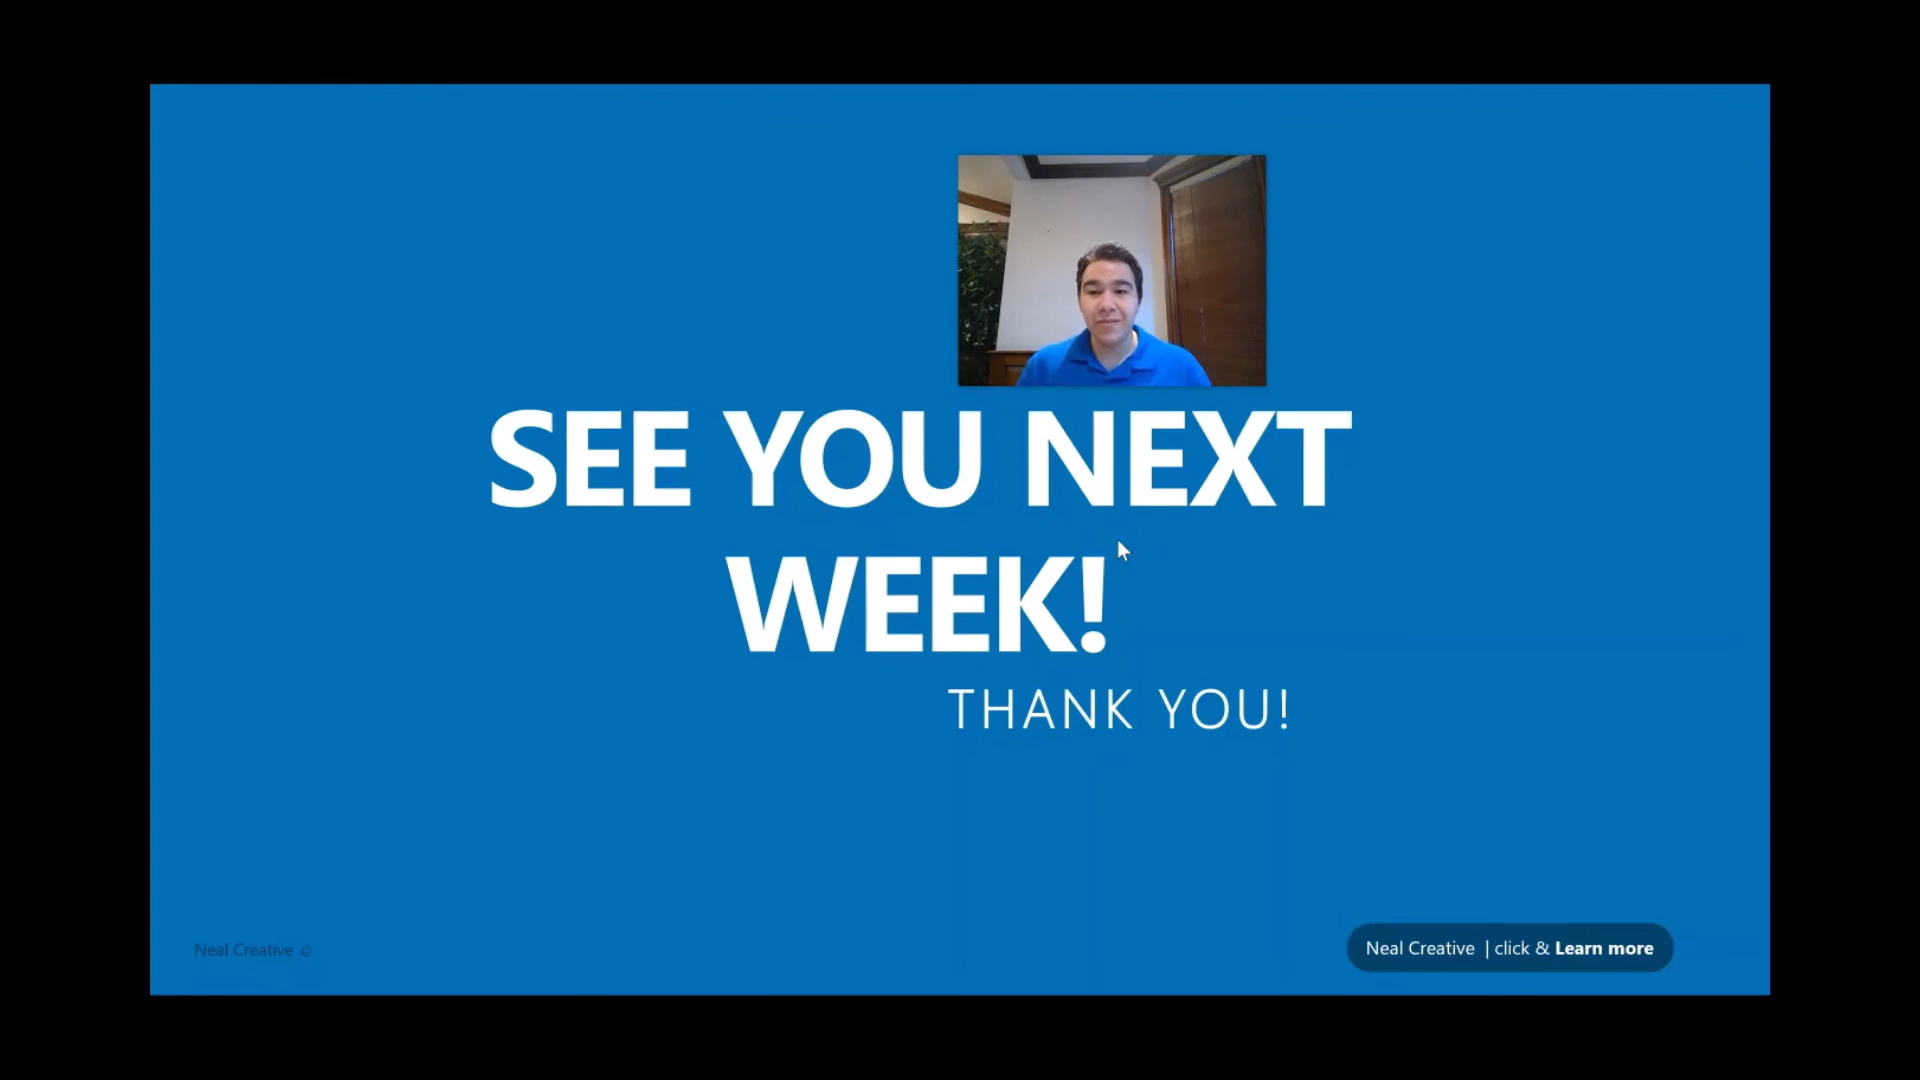 SEE YOU NEXT
WEEK!
THANK YOU!
Neal Creative ©
Neal Creative | click & Learn more